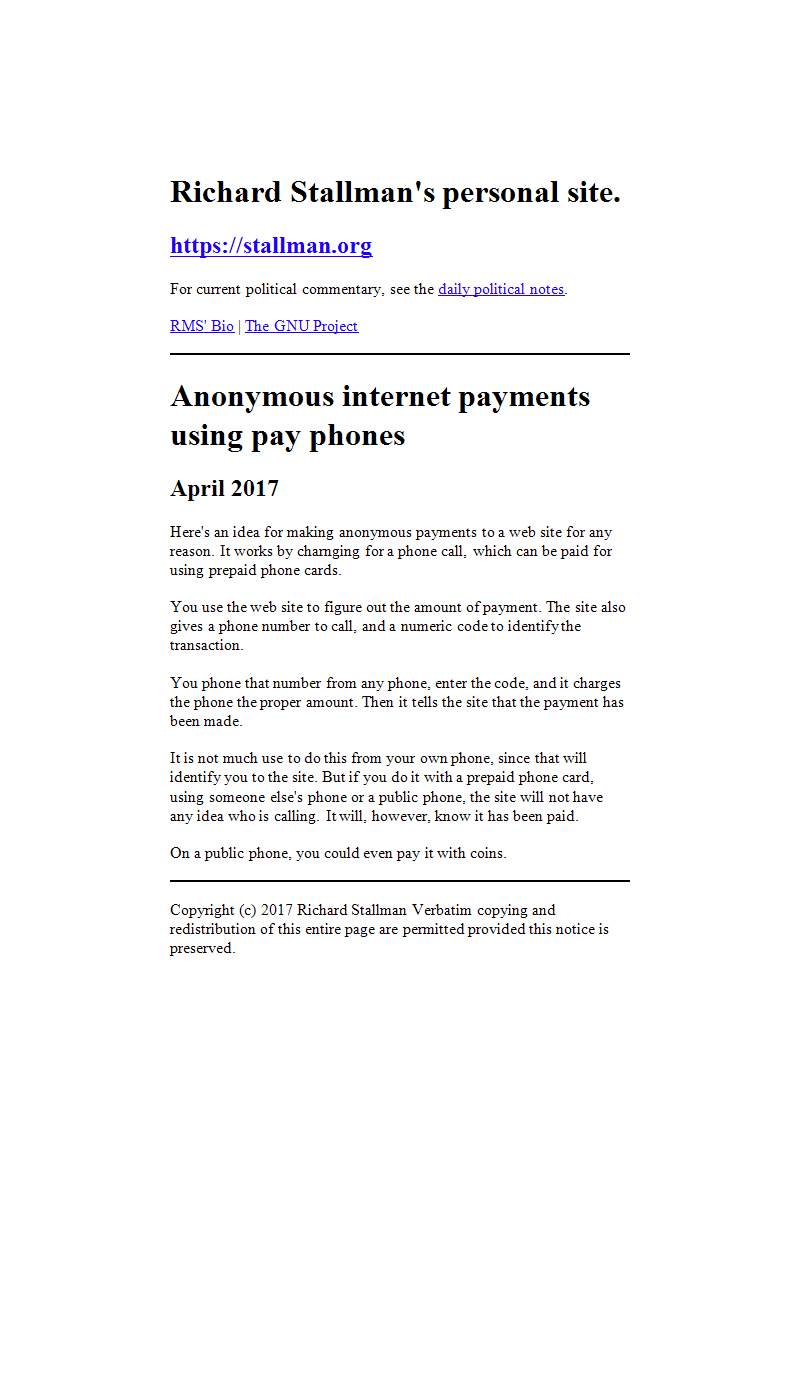 Richard Stallman's personal site.
https://stallman.org
For current political commentary, see the daily political notes.
RMS' Bio | The GNU Project
Anonymous internet payments
using pay phones
April 2017
Here's an idea for making anonymous payments to a web site for any
reason. It works by charnging for a phone call, which can be paid for
using prepaid phone cards.
You use the web site to figure out the amount of payment. The site also
gives a phone number to call, and a numeric code to identify the
transaction.
You phone that number from any phone, enter the code, and it charges
the phone the proper amount. Then it tells the site that the payment has
been made.
It is not much use to do this from your own phone, since that will
identify you to the site. But if you do it with a prepaid phone card,
using someone else's phone or a public phone, the site will not have
any idea who is calling. It will, however, know it has been paid.
On a public phone, you could even pay it with coins.
Copyright (c) 2017 Richard Stallman Verbatim copying and
redistribution of this entire page are permitted provided this notice is
preserved.